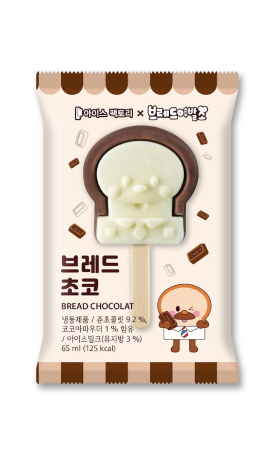 아이스 팩토리 × 브레드이발소
브레드
초코
BREAD CHOCOLAT
냉동제품 / 준초콜릿 9.2 %,
코코아파우더 1 % 함유
/ 아이스밀크(유지방 3 %)
65 ml (125 kcal)